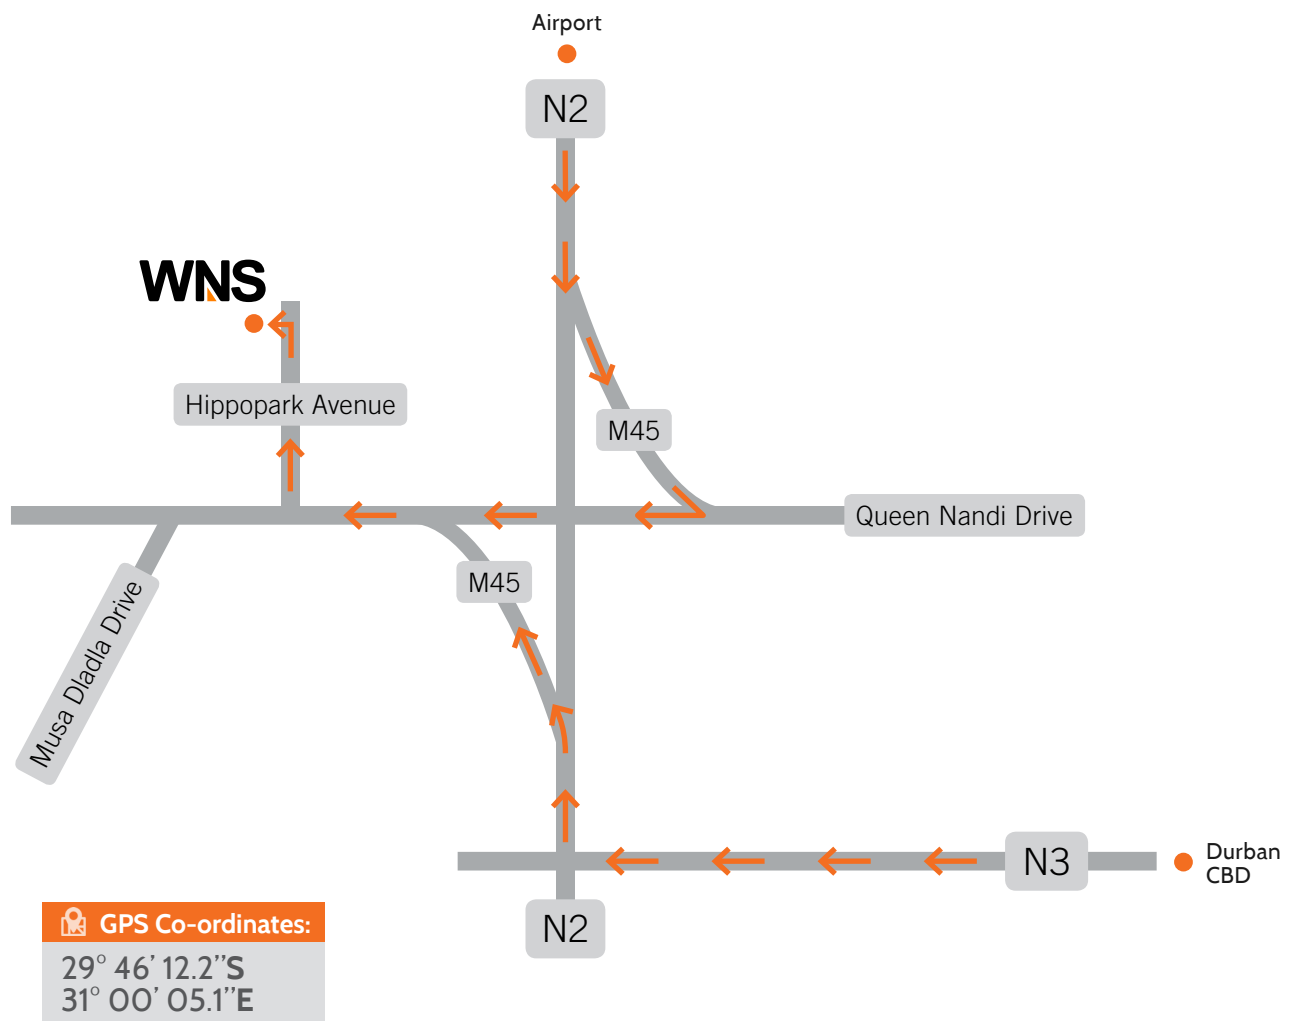 Airport
N2
WNS
Hippopark Avenue
M45
Queen Nandi Drive
M45
Musa Dladla Drive
N3
Durban
CBD
N2
GPS Co-ordinates:
29° 46’ 12.2”S
31° 00’ 05.1”E